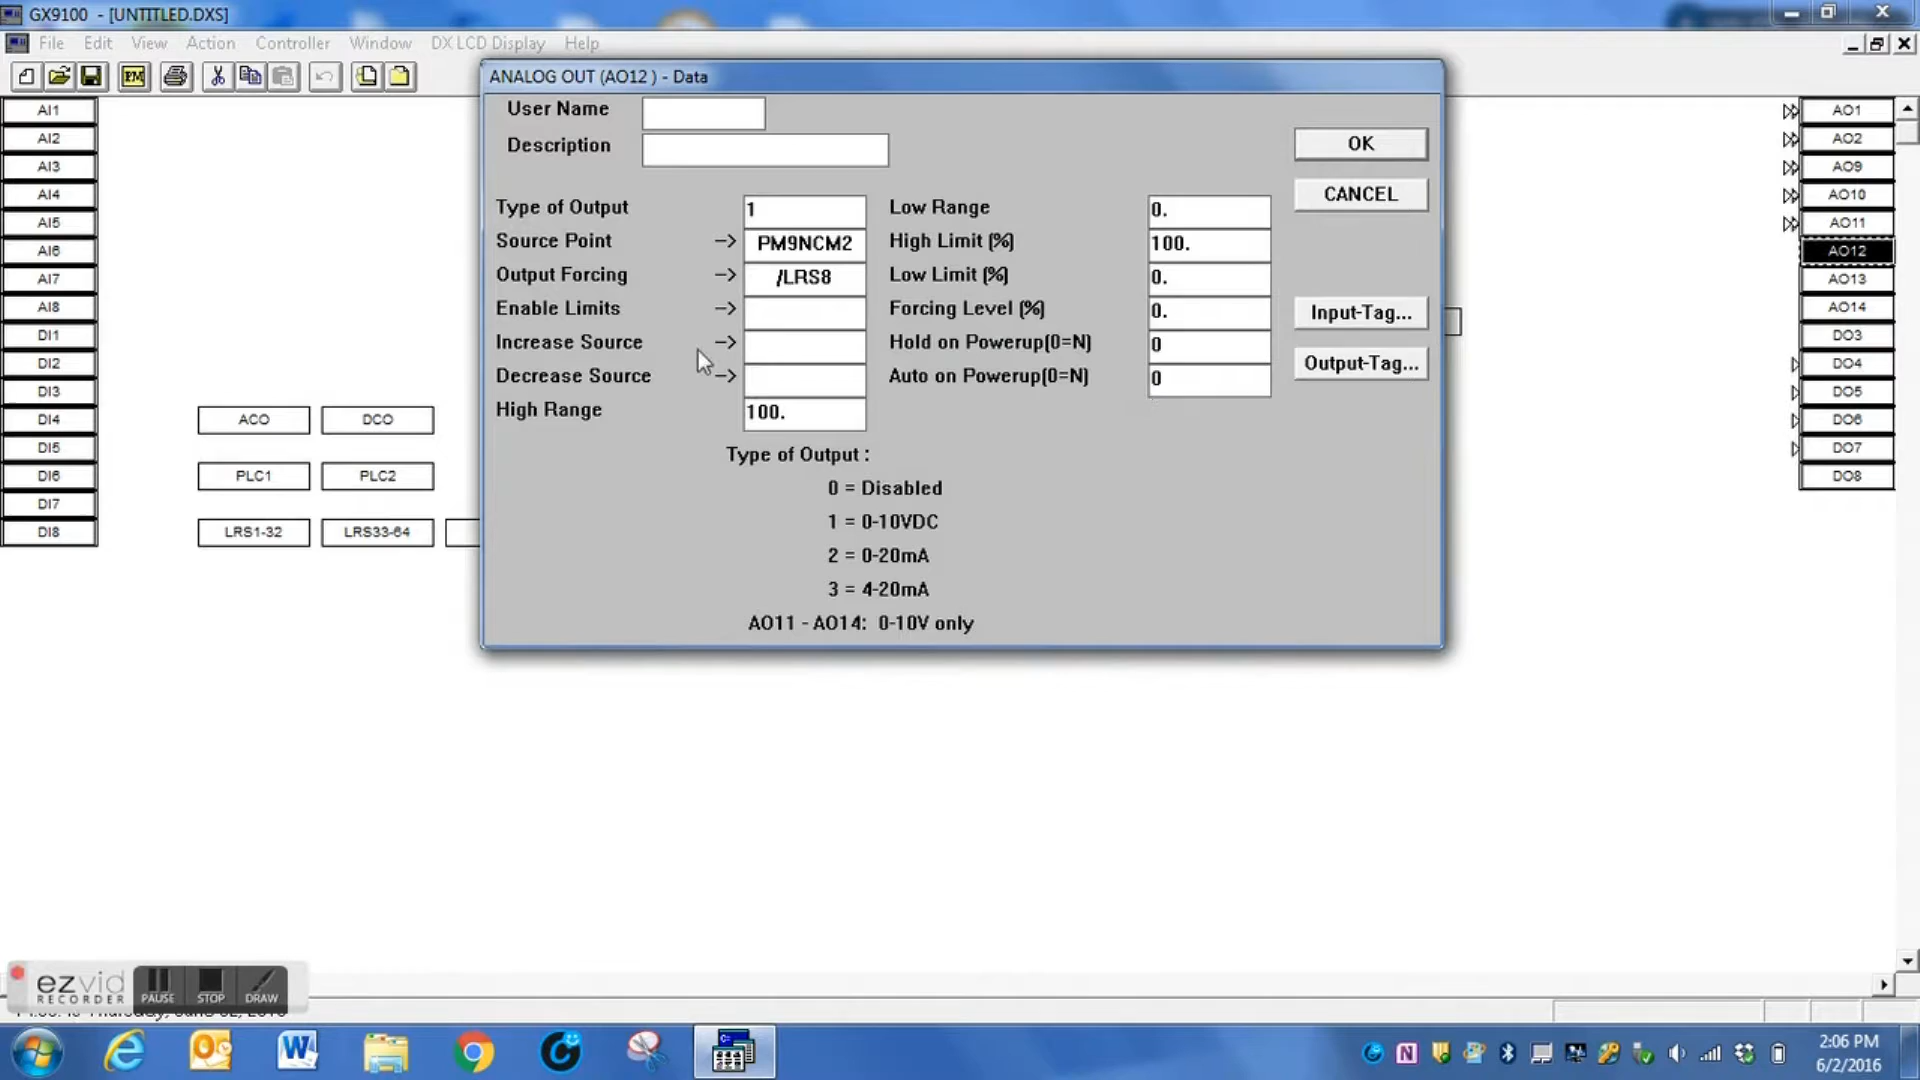 GX9100 - [UNTITLED.DXS]
File Edit View Action Controller Window DX LCD Display Help
PM
ANALOG OUT (AO12 ) - Data
User Name
Description
OK
CANCEL
Type of Output 1 Low Range 0.
Source Point --> PM9NCM2 High Limit (%) 100.
Output Forcing --> /LRS8 Low Limit (%) 0.
Enable Limits --> Forcing Level (%) 0.
Increase Source --> Hold on Powerup(0=N) 0
Decrease Source --> Auto on Powerup(0=N) 0
High Range 100.
Input-Tag...
Output-Tag...
Type of Output :
0 = Disabled
1 = 0-10VDC
2 = 0-20mA
3 = 4-20mA
AO11 - AO14: 0-10V only
AI1
AI2
AI3
AI4
AI5
AI6
AI7
AI8
DI1
DI2
DI3
DI4
DI5
DI6
DI7
DI8
ACO DCO
PLC1 PLC2
LRS1-32 LRS33-64
AO1
AO2
AO9
AO10
AO11
AO12
AO13
AO14
DO3
DO4
DO5
DO6
DO7
DO8
ezvid
RECORDER
PAUSE STOP DRAW
2:06 PM
6/2/2016